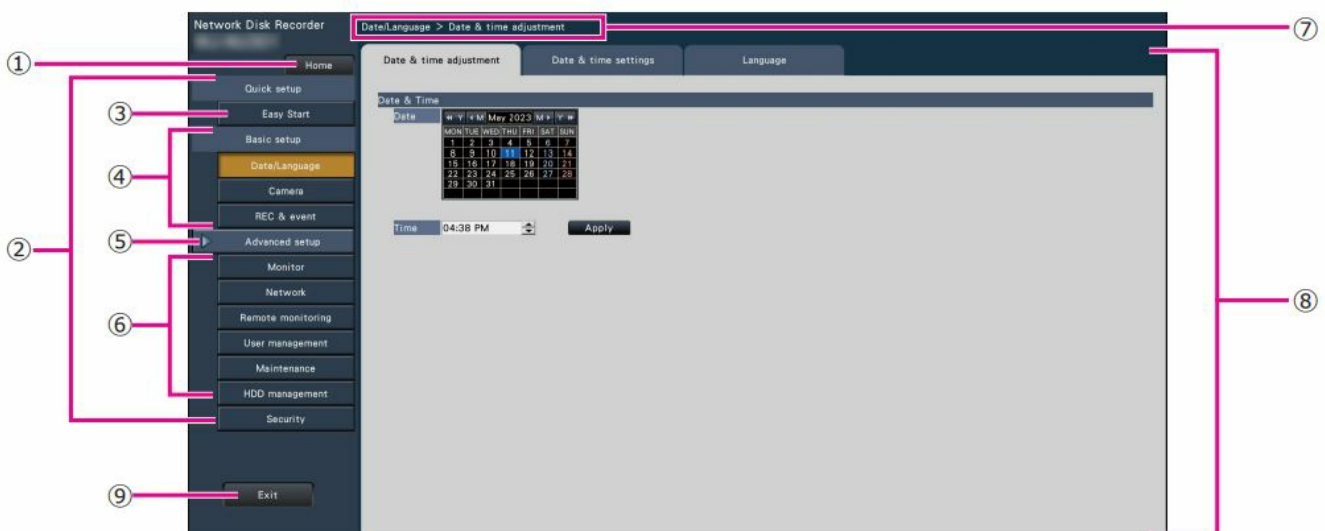 Network Disk Recorder
Date/Language > Date & time adjustment
⑦
①
Home
Date & time adjustment
Date & time settings
Language
②
Quick setup
Date & Time
③
Easy Start
Date
Y M May 2023 M Y
MON TUE WED THU FRI SAT SUN
1 2 3 4 5 6 7
8 9 10 11 12 13 14
15 16 17 18 19 20 21
22 23 24 25 26 27 28
29 30 31
Basic setup
④
Date/Language
Camera
REC & event
Time
04:38 PM
Apply
⑤
Advanced setup
Monitor
Network
⑧
⑥
Remote monitoring
User management
Maintenance
HDD management
Security
⑨
Exit